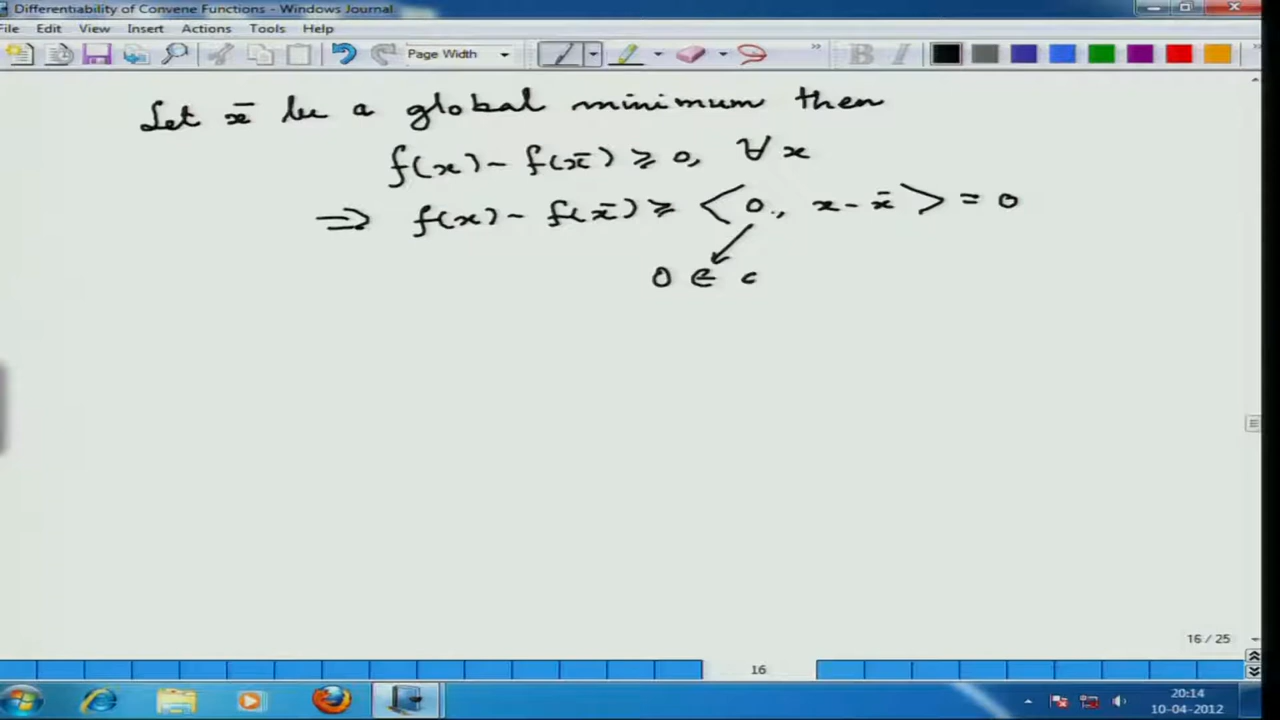 Differentiability of Convene Functions - Windows Journal
File Edit View Insert Actions Tools Help
Page Width
B I
Let x̄ be a global minimum then
f(x) - f(x̄) ⩾ 0, ∀ x
⇒ f(x) - f(x̄) ⩾ <0, x - x̄> = 0
0 ∈
16 / 25
16
20:14
10-04-2012